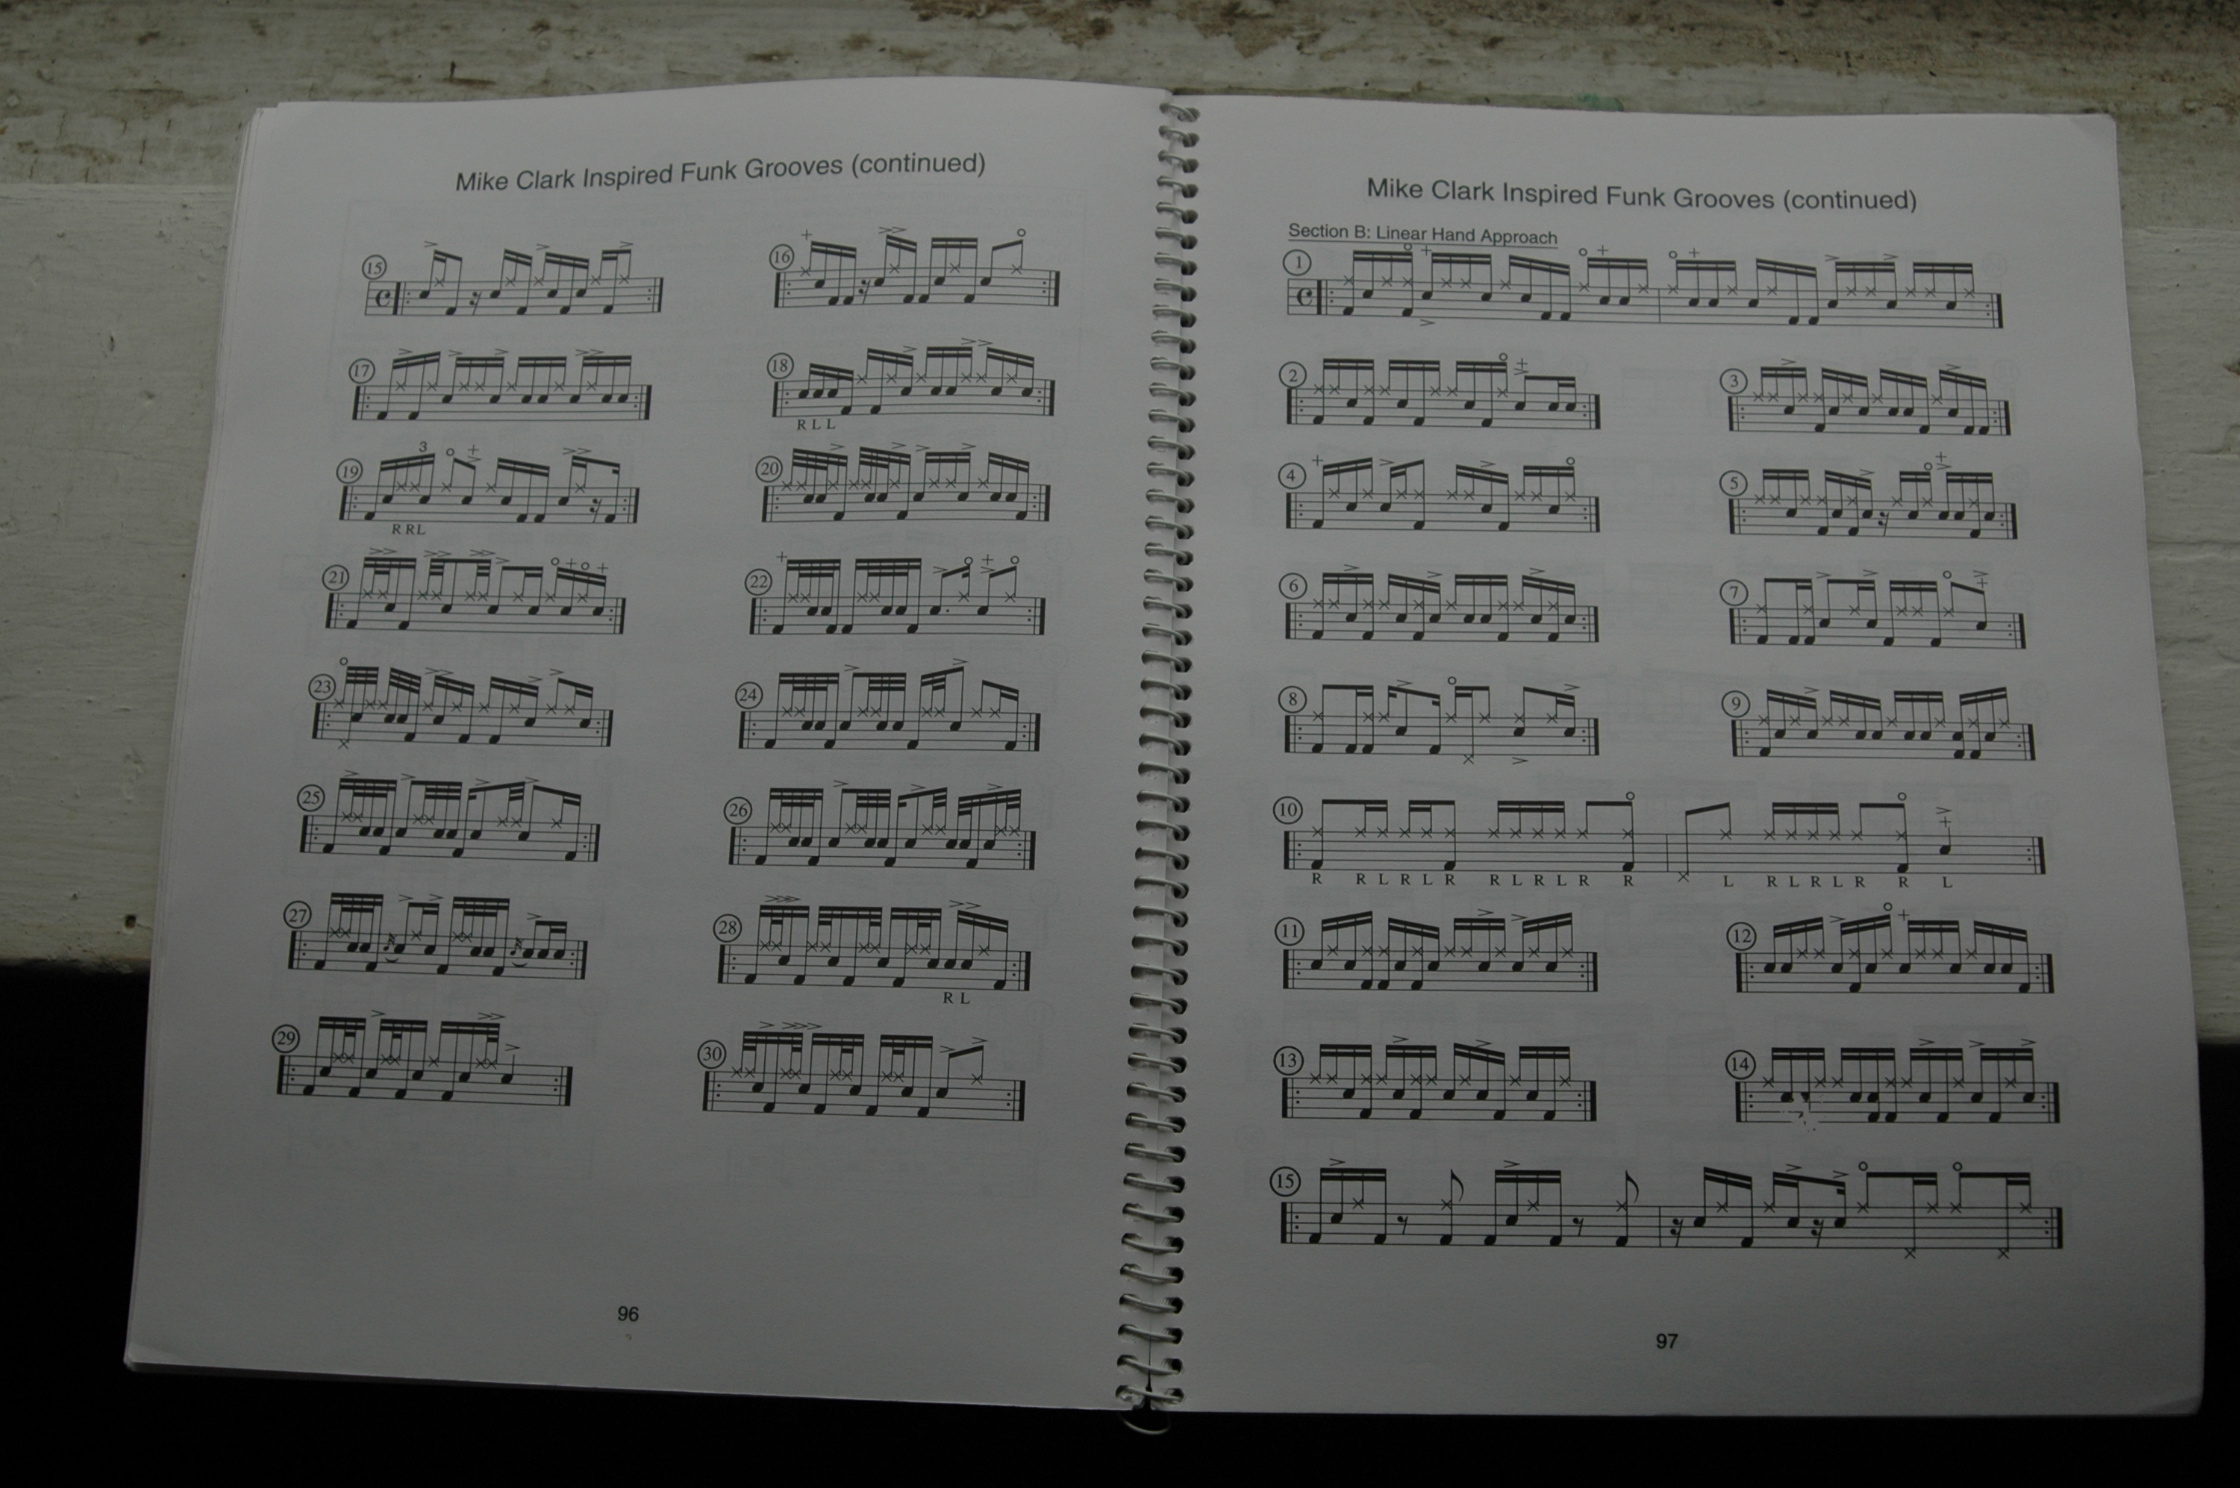 Mike Clark Inspired Funk Grooves (continued)
15 16
17 18
R L L
19 3 20
R R L
21 22
23 24
25 26
27 28
R L
29 30
96
Mike Clark Inspired Funk Grooves (continued)
Section B: Linear Hand Approach
1
2 3
4 5
6 7
8 9
10
R R L R L R R L R L R R L R L R L R R L
11 12
13 14
15
97